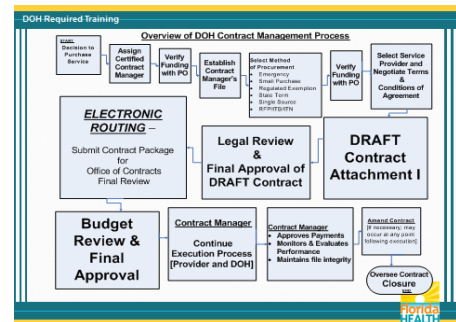 DOH Required Training
Overview of DOH Contract Management Process
START
Decision to
Purchase
Service
Assign
Certified
Contract
Manager
Verify
Funding
with PO
Establish
Contract
Manager's
File
Select Method
of Procurement
• Emergency
• Small Purchase
• Regulated Exemption
• State Term
• Single Source
• RFP/ITB/ITN
Verify
Funding
with PO
Select Service
Provider and
Negotiate Terms
&
Conditions of
Agreement
ELECTRONIC
ROUTING –
Submit Contract Package
for
Office of Contracts
Final Review
Legal Review
&
Final Approval of
DRAFT Contract
DRAFT
Contract
Attachment I
Budget
Review &
Final
Approval
Contract Manager
Continue
Execution Process
[Provider and DOH]
Contract Manager
• Approves Payments
• Monitors & Evaluates
Performance
• Maintains file integrity
Amend Contract
[If necessary; may
occur at any point
following execution]
Oversee Contract
Closure
END
Florida
HEALTH